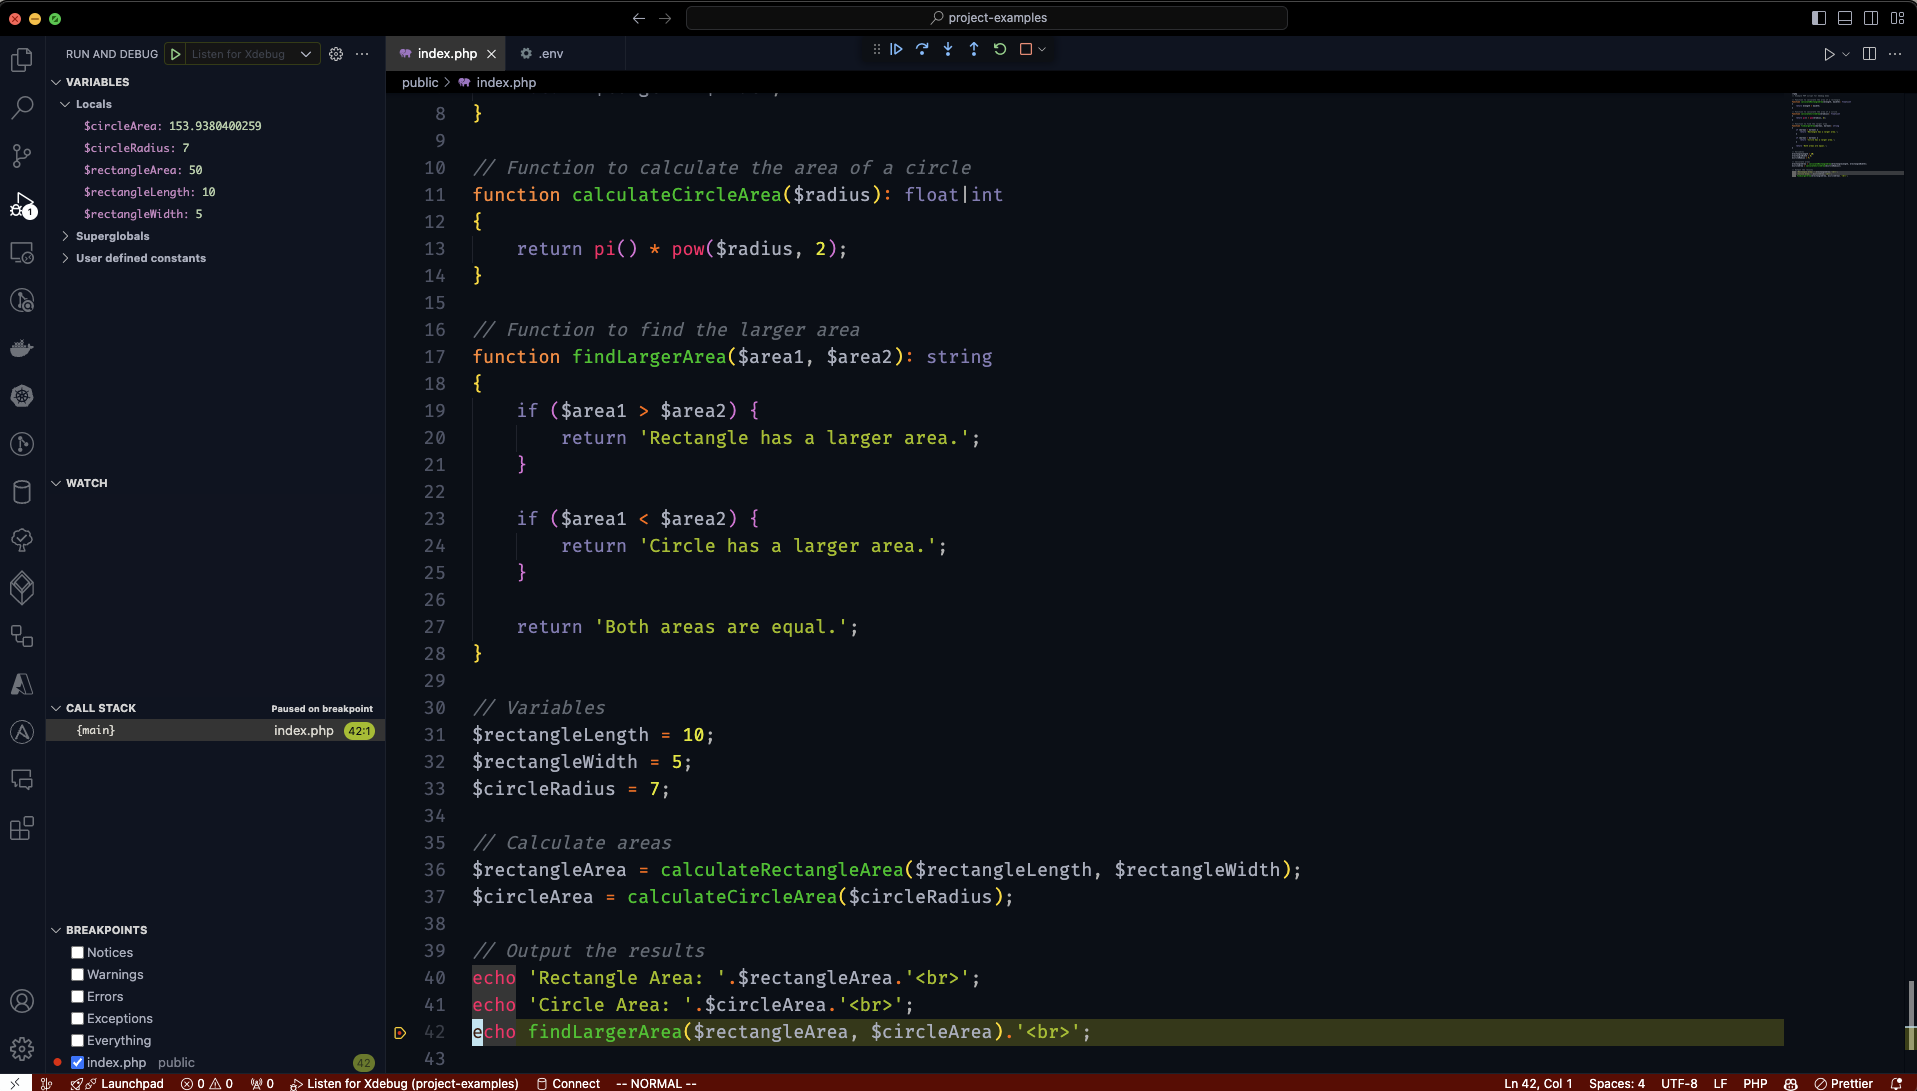 project-examples
RUN AND DEBUG Listen for Xdebug
index.php
.env
public > index.php
VARIABLES
Locals
$circleArea: 153.9380400259
$circleRadius: 7
$rectangleArea: 50
$rectangleLength: 10
$rectangleWidth: 5
Superglobals
User defined constants
WATCH
CALL STACK Paused on breakpoint
{main} index.php 42:1
BREAKPOINTS
Notices
Warnings
Errors
Exceptions
Everything
index.php public 42
8 }
9
10 // Function to calculate the area of a circle
11 function calculateCircleArea($radius): float|int
12 {
13 return pi() * pow($radius, 2);
14 }
15
16 // Function to find the larger area
17 function findLargerArea($area1, $area2): string
18 {
19 if ($area1 > $area2) {
20 return 'Rectangle has a larger area.';
21 }
22
23 if ($area1 < $area2) {
24 return 'Circle has a larger area.';
25 }
26
27 return 'Both areas are equal.';
28 }
29
30 // Variables
31 $rectangleLength = 10;
32 $rectangleWidth = 5;
33 $circleRadius = 7;
34
35 // Calculate areas
36 $rectangleArea = calculateRectangleArea($rectangleLength, $rectangleWidth);
37 $circleArea = calculateCircleArea($circleRadius);
38
39 // Output the results
40 echo 'Rectangle Area: '.$rectangleArea.'<br>';
41 echo 'Circle Area: '.$circleArea.'<br>';
42 echo findLargerArea($rectangleArea, $circleArea).'<br>';
43
1
Launchpad 0 0 0 Listen for Xdebug (project-examples) Connect -- NORMAL -- Ln 42, Col 1 Spaces: 4 UTF-8 LF PHP Prettier